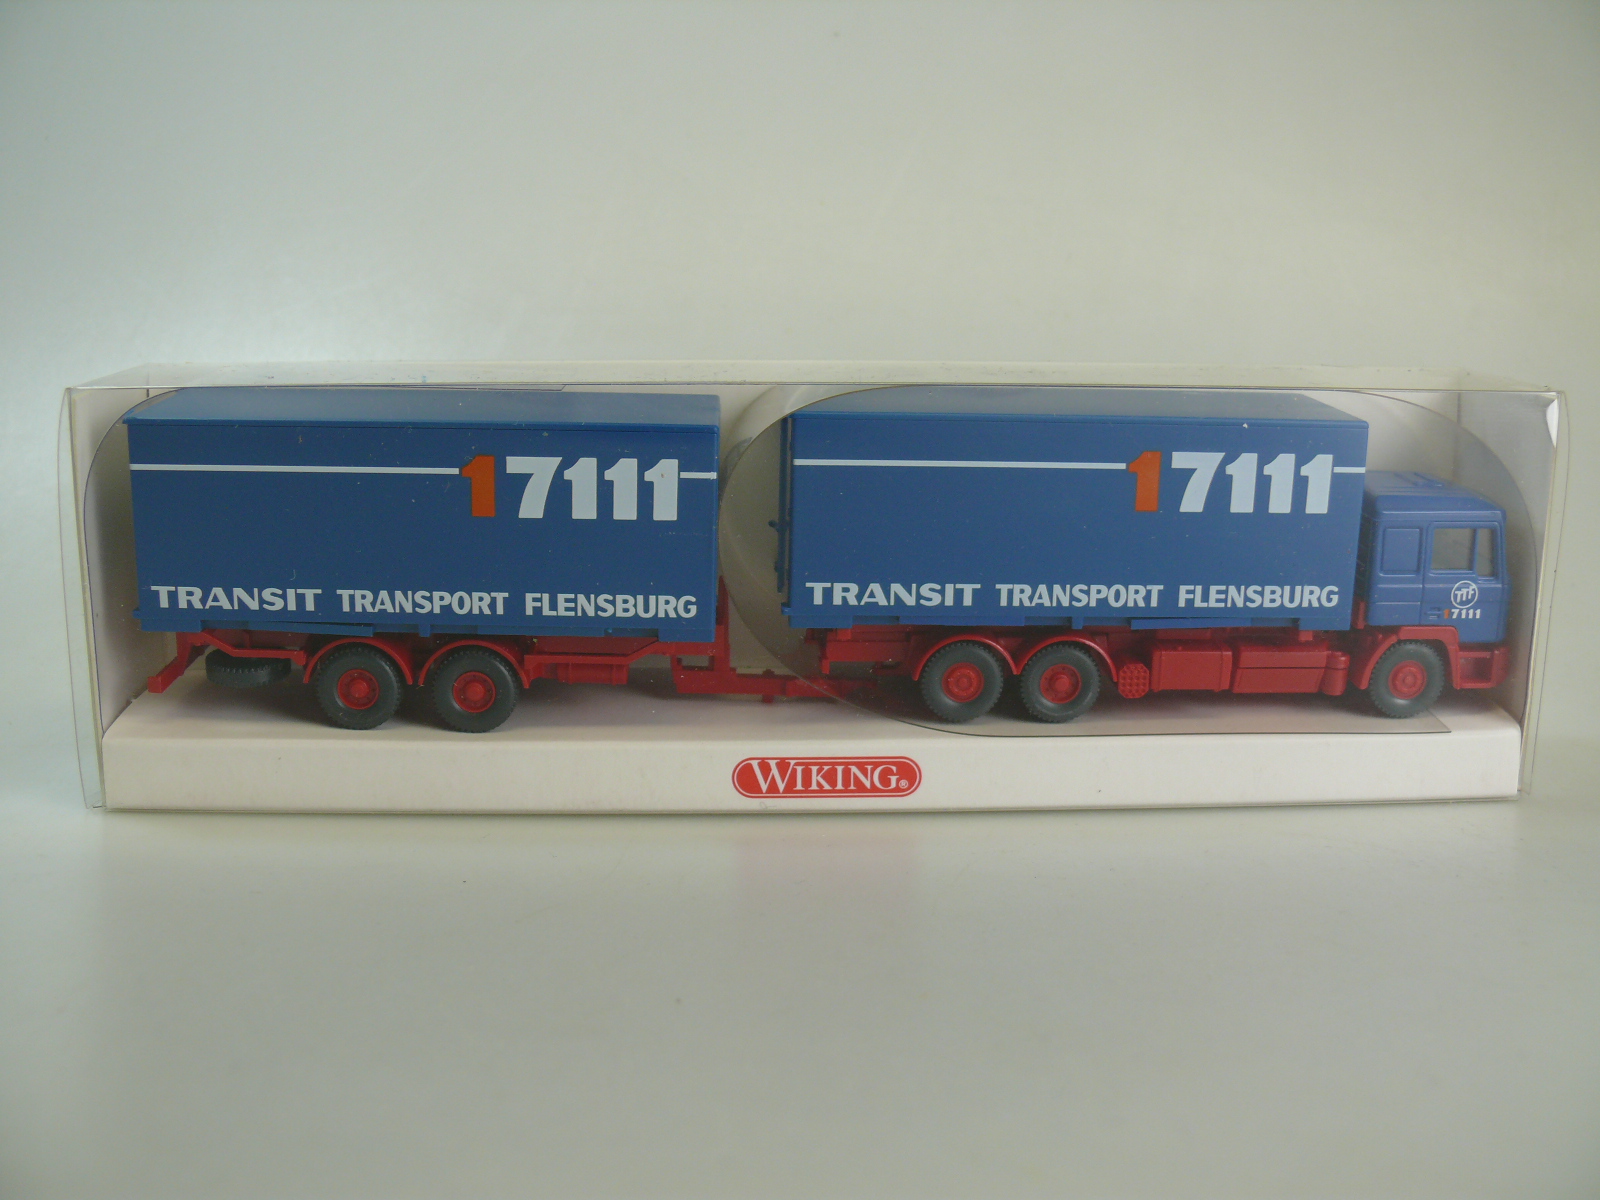 17111
TRANSIT TRANSPORT FLENSBURG
17111
TRANSIT TRANSPORT FLENSBURG
TTF
17111
WIKING®